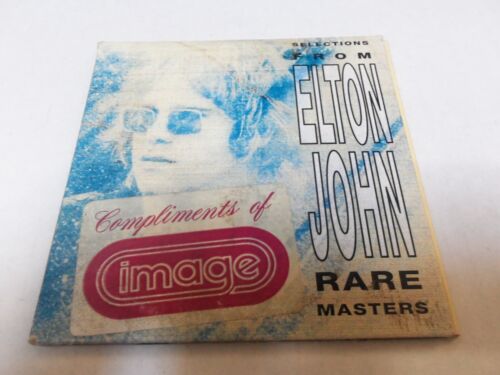 SELECTIONS
FROM
ELTON
JOHN
RARE
MASTERS
Compliments of
image